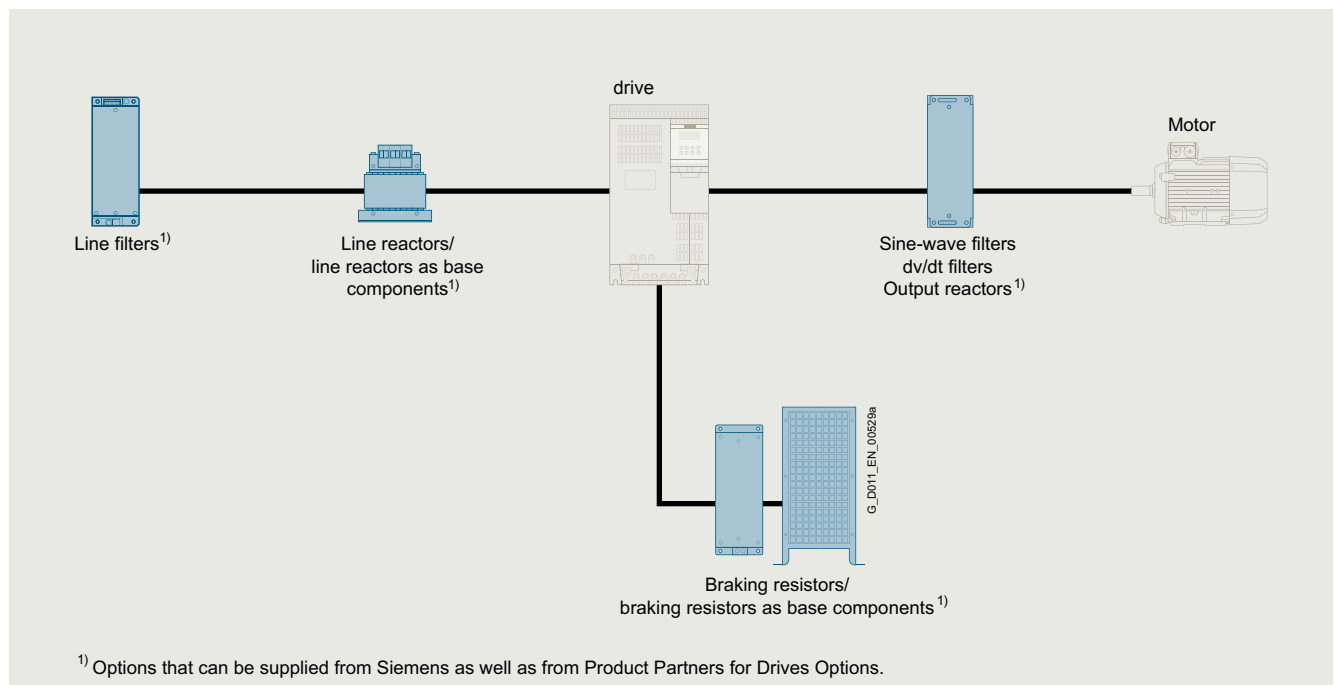 drive
Motor
Line filters1)
Line reactors/
line reactors as base
components1)
Sine-wave filters
dv/dt filters
Output reactors1)
G_D011_EN_00529a
Braking resistors/
braking resistors as base components1)
1) Options that can be supplied from Siemens as well as from Product Partners for Drives Options.